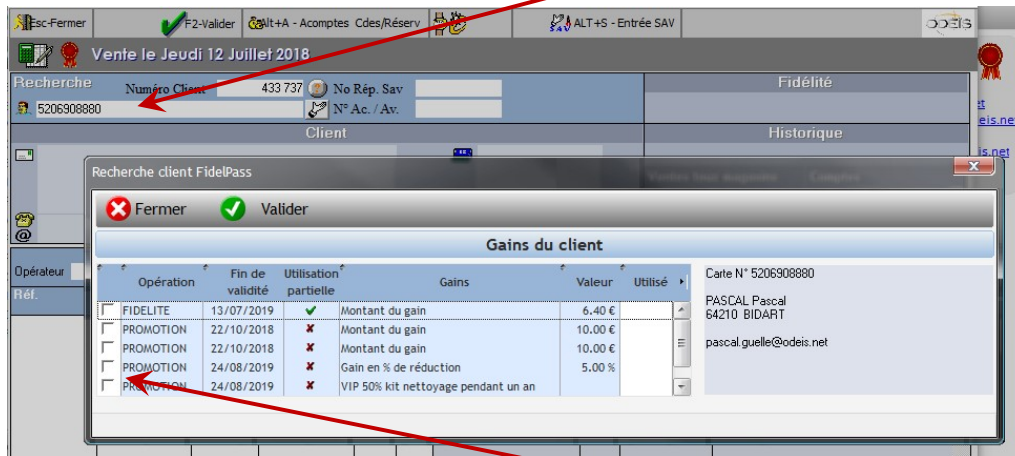 Esc-Fermer F2-Valider Alt+A - Acomptes Cdes/Réserv ALT+S - Entrée SAV ODEIS
Vente le Jeudi 12 Juillet 2018
Recherche Numéro Client 433 737 No Rép. Sav Fidélité
5206908880 N° Ac. / Av.
Client Historique
eis.ne
is.net
Recherche client FidelPass
Fermer Valider
@
Gains du client
Opérateur
Réf.
Opération Fin de validité Utilisation partielle Gains Valeur Utilisé
FIDELITE 13/07/2019 Montant du gain 6.40 €
PROMOTION 22/10/2018 Montant du gain 10.00 €
PROMOTION 22/10/2018 Montant du gain 10.00 €
PROMOTION 24/08/2019 Gain en % de réduction 5.00 %
PROMOTION 24/08/2019 VIP 50% kit nettoyage pendant un an
Carte N° 5206908880
PASCAL Pascal
64210 BIDART
pascal.guelle@odeis.net